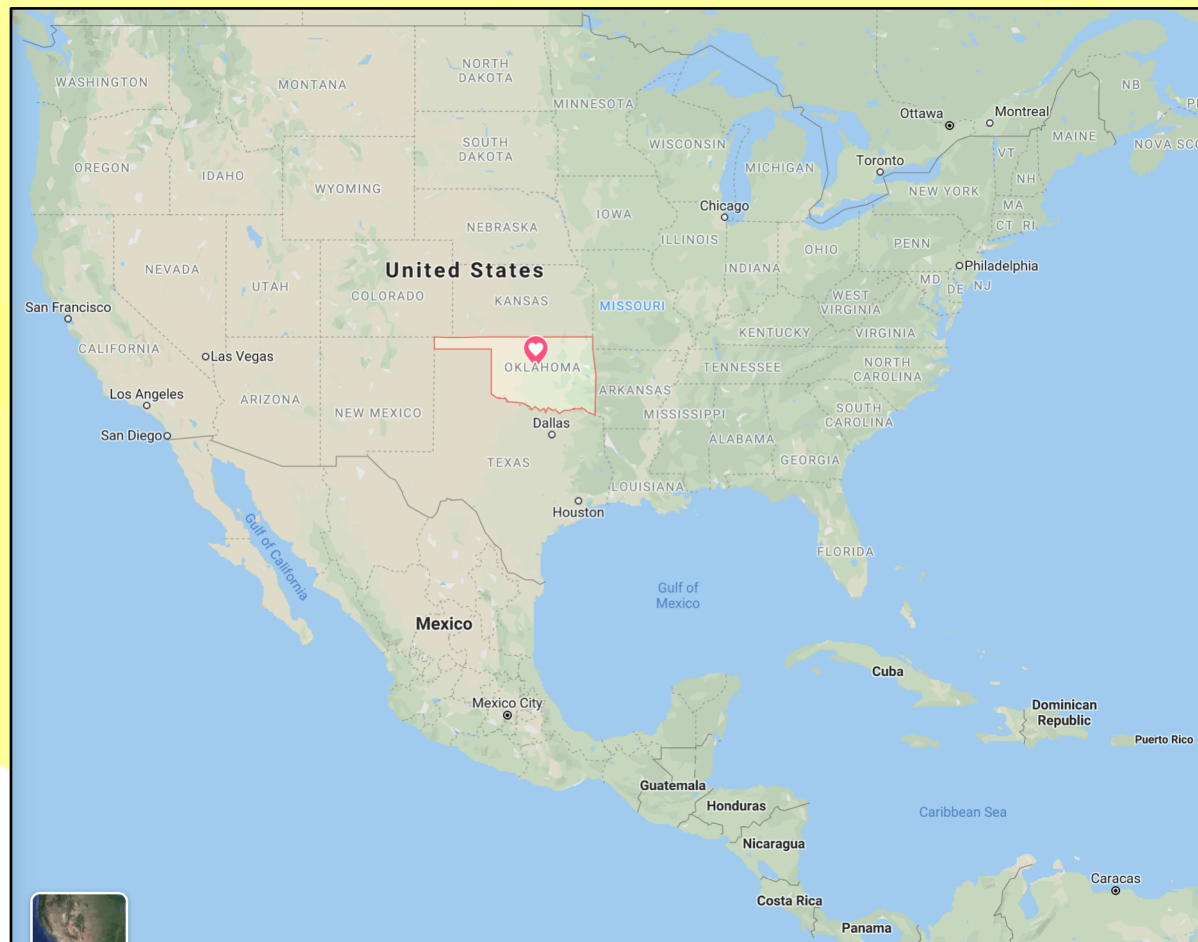 WASHINGTON
MONTANA
NORTH
DAKOTA
MINNESOTA
NB
Ottawa
Montreal
MAINE
NOVA SCO
SOUTH
DAKOTA
WISCONSIN
MICHIGAN
Toronto
VT
NH
OREGON
IDAHO
WYOMING
NEW YORK
MA
CT RI
Chicago
IOWA
NEBRASKA
ILLINOIS
INDIANA
OHIO
PENN
Philadelphia
MD
DE
NJ
NEVADA
UTAH
United States
COLORADO
KANSAS
MISSOURI
WEST
VIRGINIA
KENTUCKY
VIRGINIA
San Francisco
CALIFORNIA
Las Vegas
OKLAHOMA
TENNESSEE
NORTH
CAROLINA
Los Angeles
ARIZONA
NEW MEXICO
ARKANSAS
MISSISSIPPI
SOUTH
CAROLINA
San Diego
Dallas
ALABAMA
GEORGIA
TEXAS
LOUISIANA
Houston
FLORIDA
Gulf of California
Gulf of
Mexico
Mexico
Cuba
Mexico City
Dominican
Republic
Puerto Rico
Guatemala
Honduras
Caribbean Sea
Nicaragua
Caracas
Costa Rica
Panama